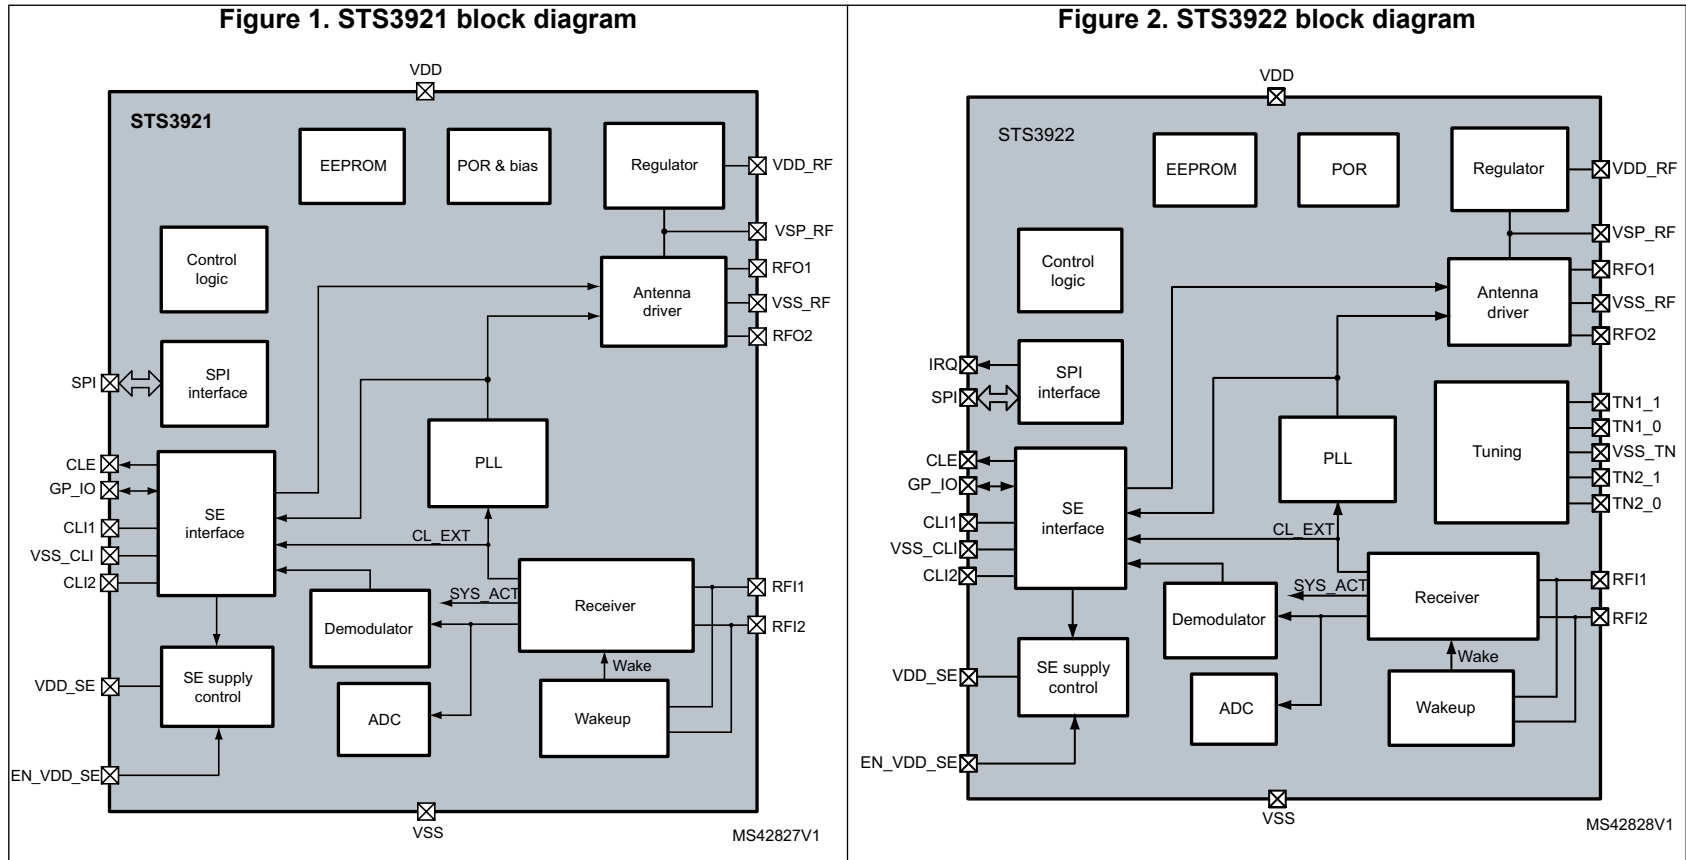 Figure 1. STS3921 block diagram
VDD
STS3921
EEPROM
POR & bias
Regulator
VDD_RF
VSP_RF
Control
logic
Antenna
driver
RFO1
VSS_RF
RFO2
SPI
SPI
interface
PLL
CLE
GP_IO
CLI1
VSS_CLI
CLI2
SE
interface
CL_EXT
SYS_ACT
Receiver
RFI1
RFI2
Demodulator
Wake
VDD_SE
SE supply
control
ADC
Wakeup
EN_VDD_SE
VSS
MS42827V1
Figure 2. STS3922 block diagram
VDD
STS3922
EEPROM
POR
Regulator
VDD_RF
VSP_RF
Control
logic
Antenna
driver
RFO1
VSS_RF
RFO2
IRQ
SPI
SPI
interface
TN1_1
TN1_0
VSS_TN
TN2_1
TN2_0
Tuning
PLL
CLE
GP_IO
CLI1
VSS_CLI
CLI2
SE
interface
CL_EXT
SYS_ACT
Receiver
RFI1
RFI2
Demodulator
Wake
VDD_SE
SE supply
control
ADC
Wakeup
EN_VDD_SE
VSS
MS42828V1